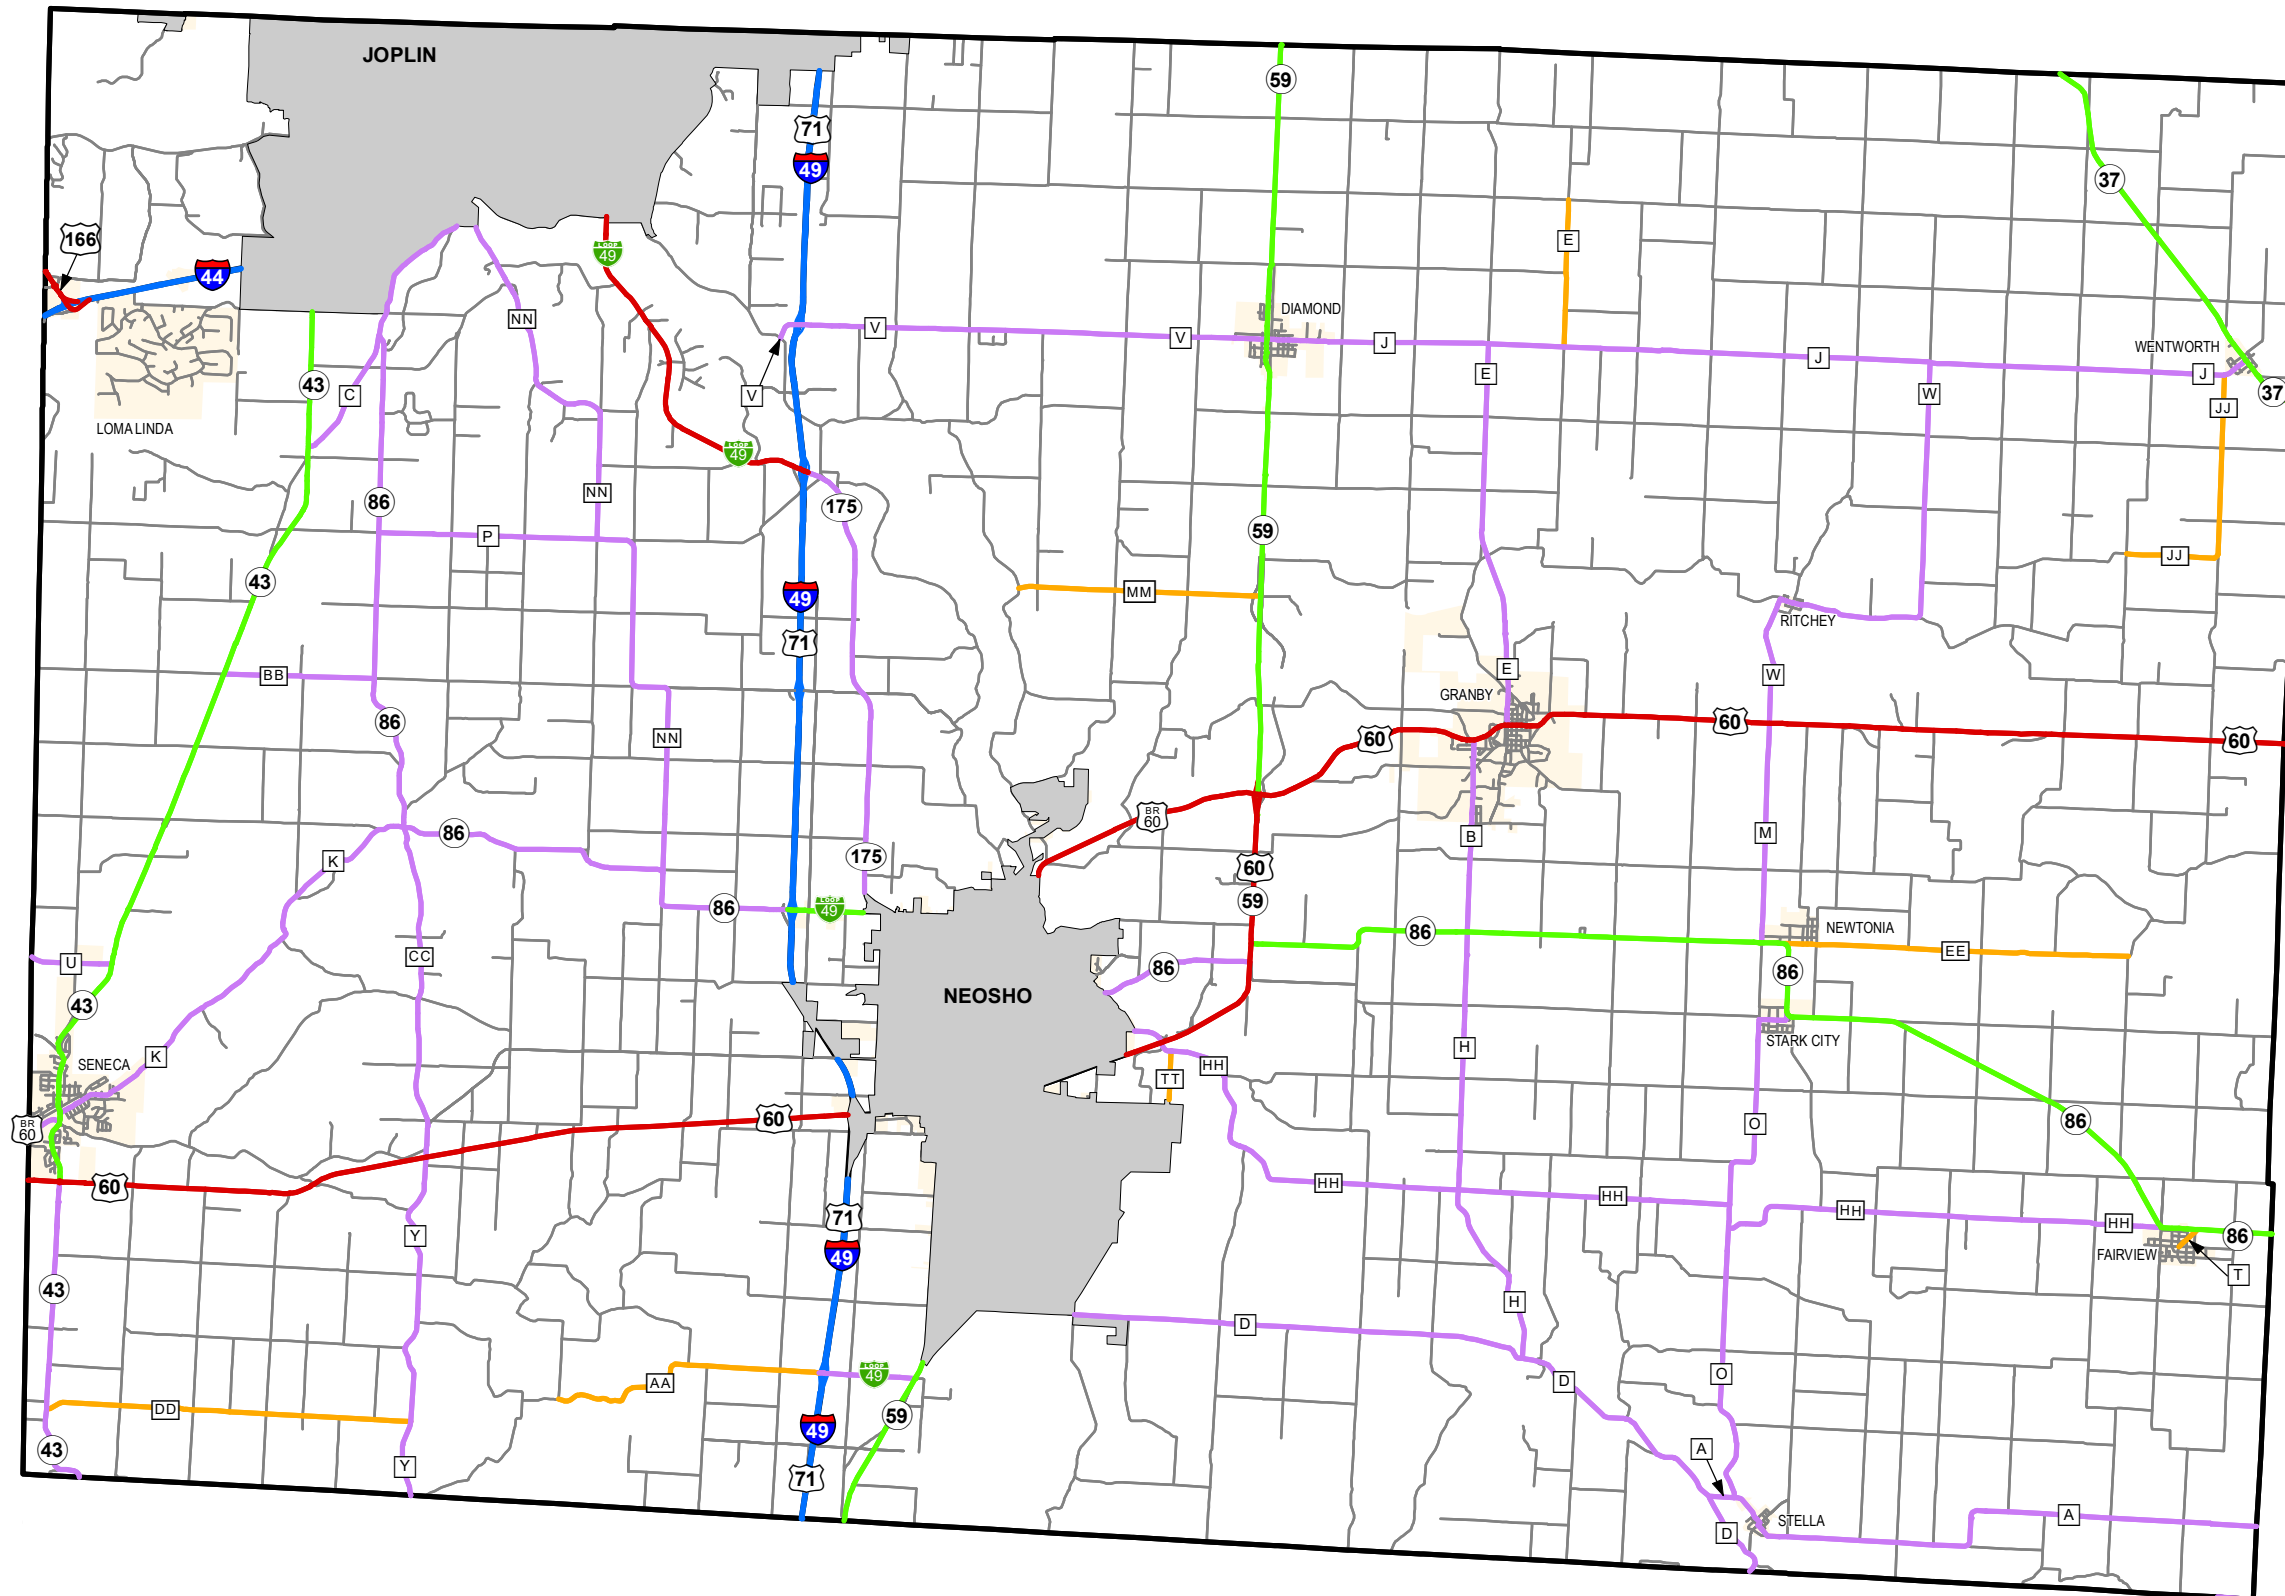 JOPLIN
59
71
49
37
166
E
LOOP
49
44
DIAMOND
NN
V
V
J
WENTWORTH
J
43
E
J
37
C
V
W
JJ
LOMA LINDA
LOOP
49
86
NN
175
59
P
JJ
43
49
MM
71
RITCHEY
BB
E
W
GRANBY
86
NN
60
60
60
BR
60
86
M
B
K
175
60
59
86
LOOP
49
86
NEWTONIA
EE
CC
U
86
86
NEOSHO
43
STARK CITY
H
K
SENECA
HH
TT
60
86
O
BR
60
60
HH
HH
HH
71
HH
Y
86
49
FAIRVIEW
T
43
H
D
LOOP
49
O
AA
D
DD
59
49
43
A
Y
71
A
STELLA
D